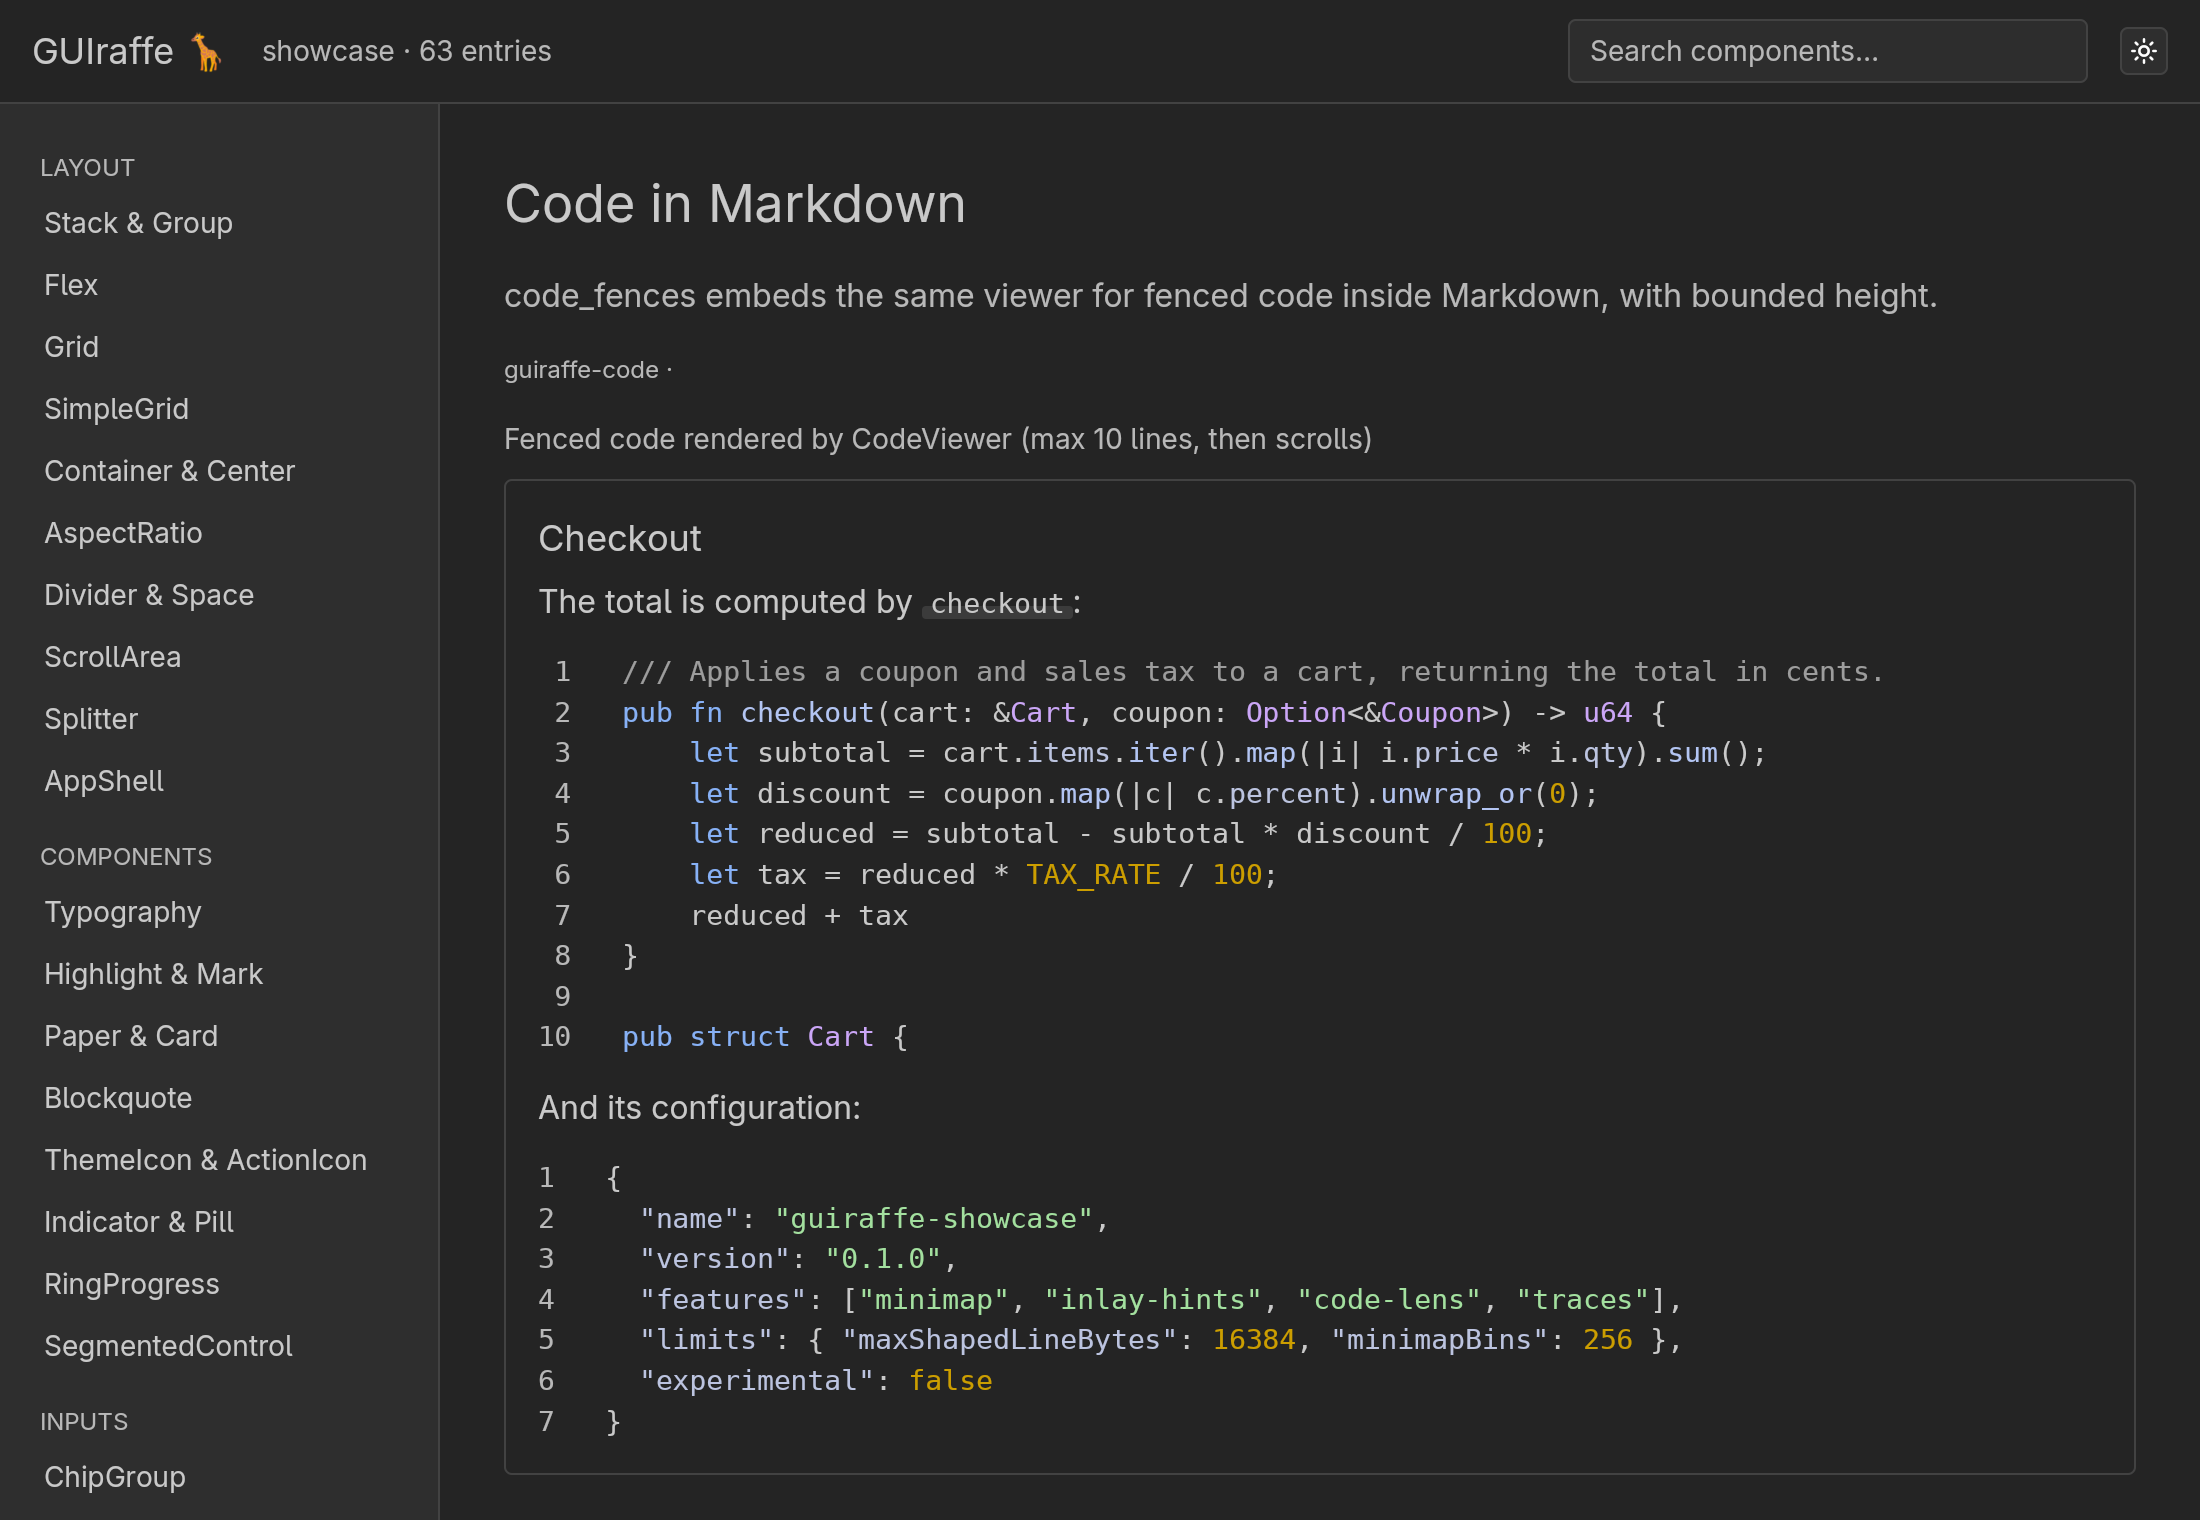 GUIraffe 🦒 showcase · 63 entries Search components...
LAYOUT
Stack & Group
Flex
Grid
SimpleGrid
Container & Center
AspectRatio
Divider & Space
ScrollArea
Splitter
AppShell
COMPONENTS
Typography
Highlight & Mark
Paper & Card
Blockquote
ThemeIcon & ActionIcon
Indicator & Pill
RingProgress
SegmentedControl
INPUTS
ChipGroup
Code in Markdown
code_fences embeds the same viewer for fenced code inside Markdown, with bounded height.
guiraffe-code ·
Fenced code rendered by CodeViewer (max 10 lines, then scrolls)
Checkout
The total is computed by checkout:
1 /// Applies a coupon and sales tax to a cart, returning the total in cents.
2 pub fn checkout(cart: &Cart, coupon: Option<&Coupon>) -> u64 {
3     let subtotal = cart.items.iter().map(|i| i.price * i.qty).sum();
4     let discount = coupon.map(|c| c.percent).unwrap_or(0);
5     let reduced = subtotal - subtotal * discount / 100;
6     let tax = reduced * TAX_RATE / 100;
7     reduced + tax
8 }
9
10 pub struct Cart {
And its configuration:
1 {
2   "name": "guiraffe-showcase",
3   "version": "0.1.0",
4   "features": ["minimap", "inlay-hints", "code-lens", "traces"],
5   "limits": { "maxShapedLineBytes": 16384, "minimapBins": 256 },
6   "experimental": false
7 }